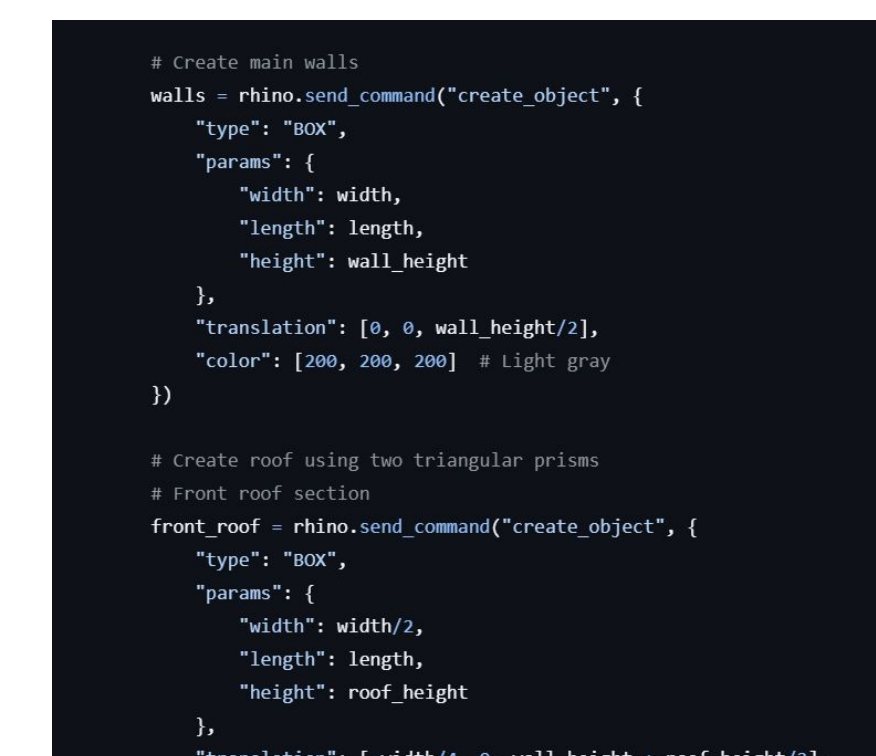 # Create main walls
walls = rhino.send_command("create_object", {
    "type": "BOX",
    "params": {
        "width": width,
        "length": length,
        "height": wall_height
    },
    "translation": [0, 0, wall_height/2],
    "color": [200, 200, 200]  # Light gray
})

# Create roof using two triangular prisms
# Front roof section
front_roof = rhino.send_command("create_object", {
    "type": "BOX",
    "params": {
        "width": width/2,
        "length": length,
        "height": roof_height
    },